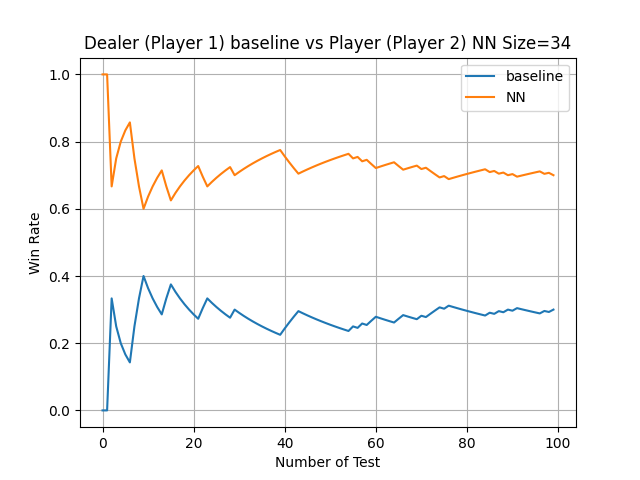 Dealer (Player 1) baseline vs Player (Player 2) NN Size=34
baseline
NN
Win Rate
1.0
0.8
0.6
0.4
0.2
0.0
0 20 40 60 80 100
Number of Test